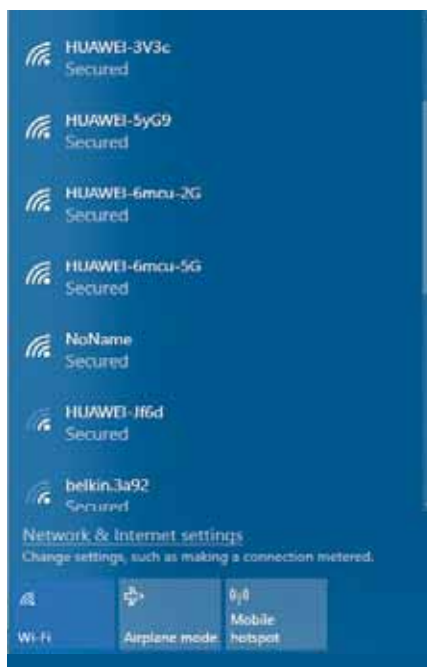 HUAWEI-3V3c
Secured
HUAWEI-5yG9
Secured
HUAWEI-6mcu-2G
Secured
HUAWEI-6mcu-5G
Secured
NoName
Secured
HUAWEI-Jf6d
Secured
belkin.3a92
Secured
Network & Internet settings
Change settings, such as making a connection metered.
Wi-Fi
Airplane mode
Mobile
hotspot